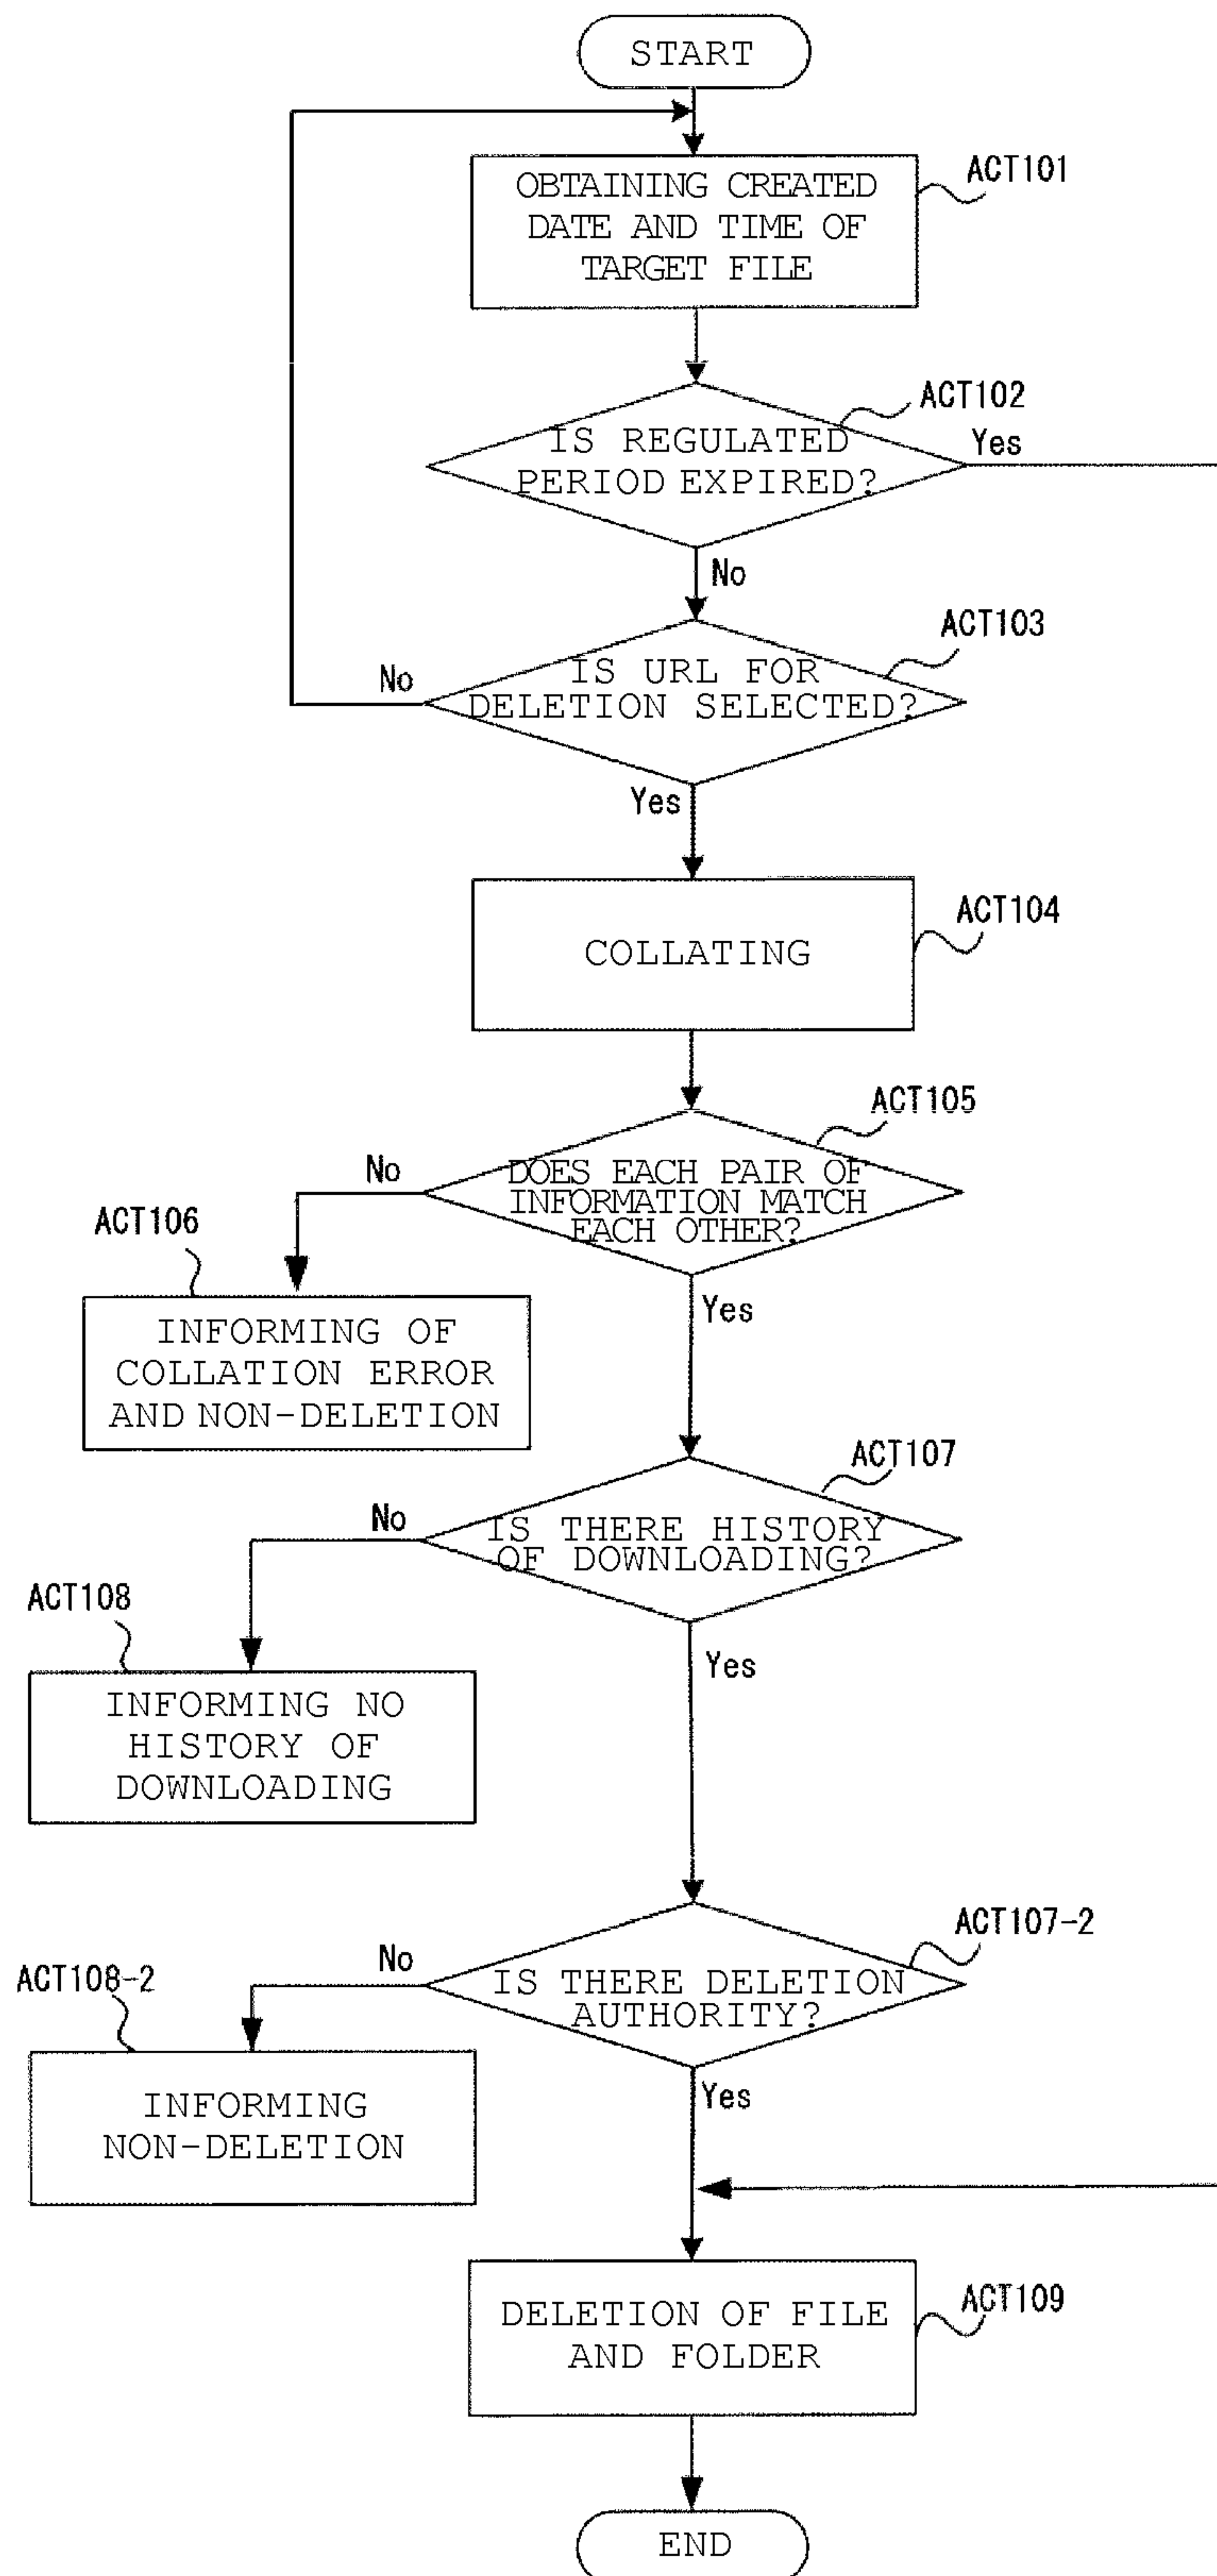 START
ACT101
OBTAINING CREATED
DATE AND TIME OF
TARGET FILE
ACT102
IS REGULATED
PERIOD EXPIRED?
Yes
No
ACT103
IS URL FOR
DELETION SELECTED?
No
Yes
ACT104
COLLATING
ACT105
DOES EACH PAIR OF
INFORMATION MATCH
EACH OTHER?
No
ACT106
Yes
INFORMING OF
COLLATION ERROR
AND NON-DELETION
ACT107
IS THERE HISTORY
OF DOWNLOADING?
No
ACT108
Yes
INFORMING NO
HISTORY OF
DOWNLOADING
ACT107-2
IS THERE DELETION
AUTHORITY?
No
ACT108-2
Yes
INFORMING
NON-DELETION
ACT109
DELETION OF FILE
AND FOLDER
END